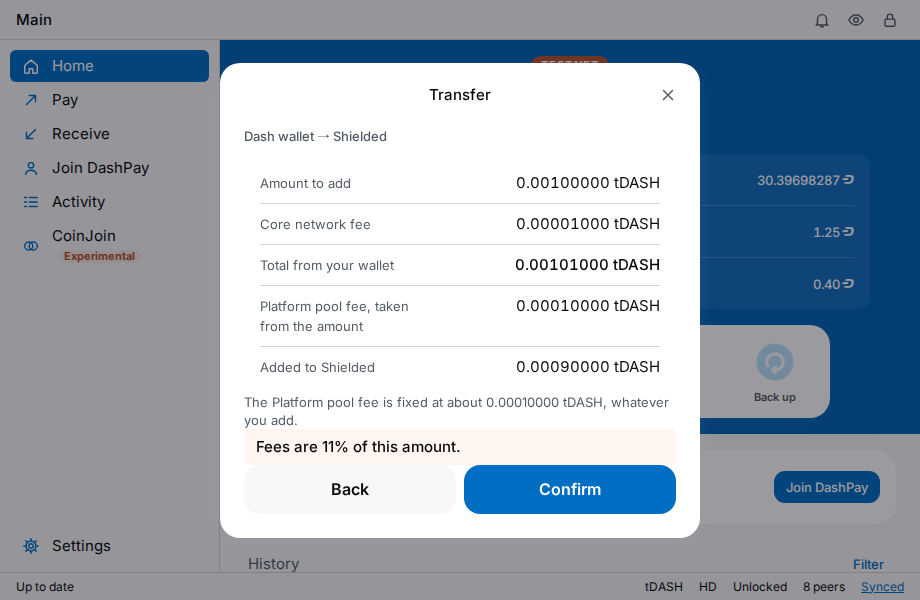 Main
Home
Pay
Receive
Join DashPay
Activity
CoinJoin
Experimental
Settings
Transfer
Dash wallet → Shielded
Amount to add 0.00100000 tDASH
Core network fee 0.00001000 tDASH
Total from your wallet 0.00101000 tDASH
Platform pool fee, taken from the amount 0.00010000 tDASH
Added to Shielded 0.00090000 tDASH
The Platform pool fee is fixed at about 0.00010000 tDASH, whatever
you add.
Fees are 11% of this amount.
Back Confirm
30.39698287
1.25
0.40
Back up
Join DashPay
History Filter
Up to date tDASH HD Unlocked 8 peers Synced